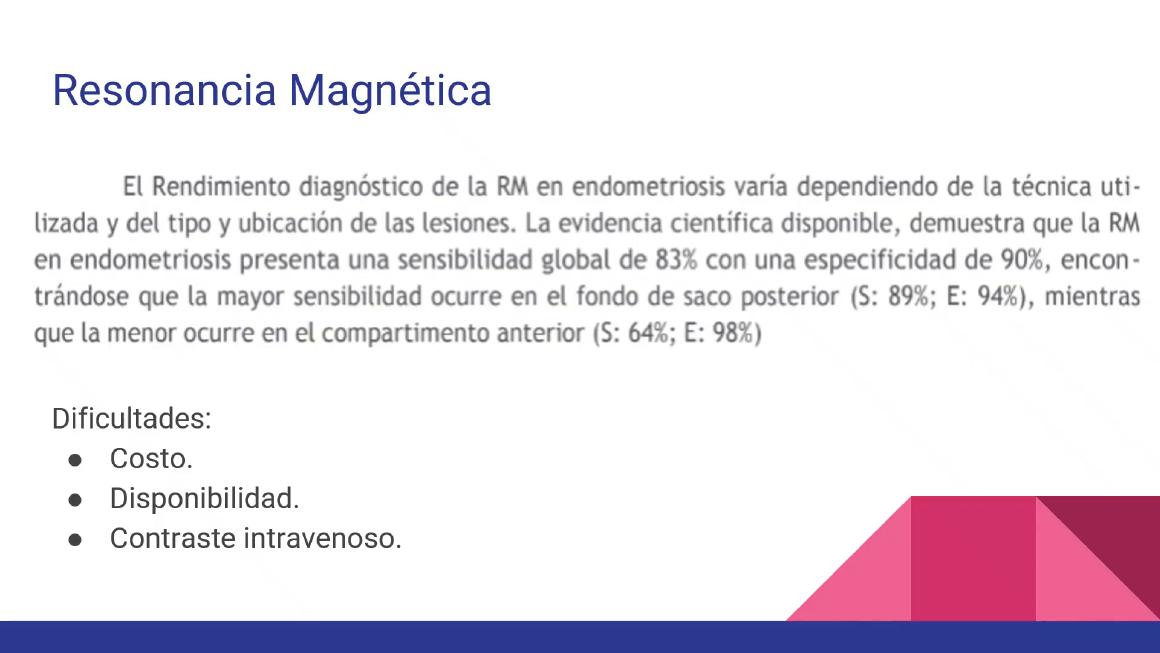 Resonancia Magnética
El Rendimiento diagnóstico de la RM en endometriosis varía dependiendo de la técnica uti-
lizada y del tipo y ubicación de las lesiones. La evidencia científica disponible, demuestra que la RM
en endometriosis presenta una sensibilidad global de 83% con una especificidad de 90%, encon-
trándose que la mayor sensibilidad ocurre en el fondo de saco posterior (S: 89%; E: 94%), mientras
que la menor ocurre en el compartimento anterior (S: 64%; E: 98%)
Dificultades:
● Costo.
● Disponibilidad.
● Contraste intravenoso.